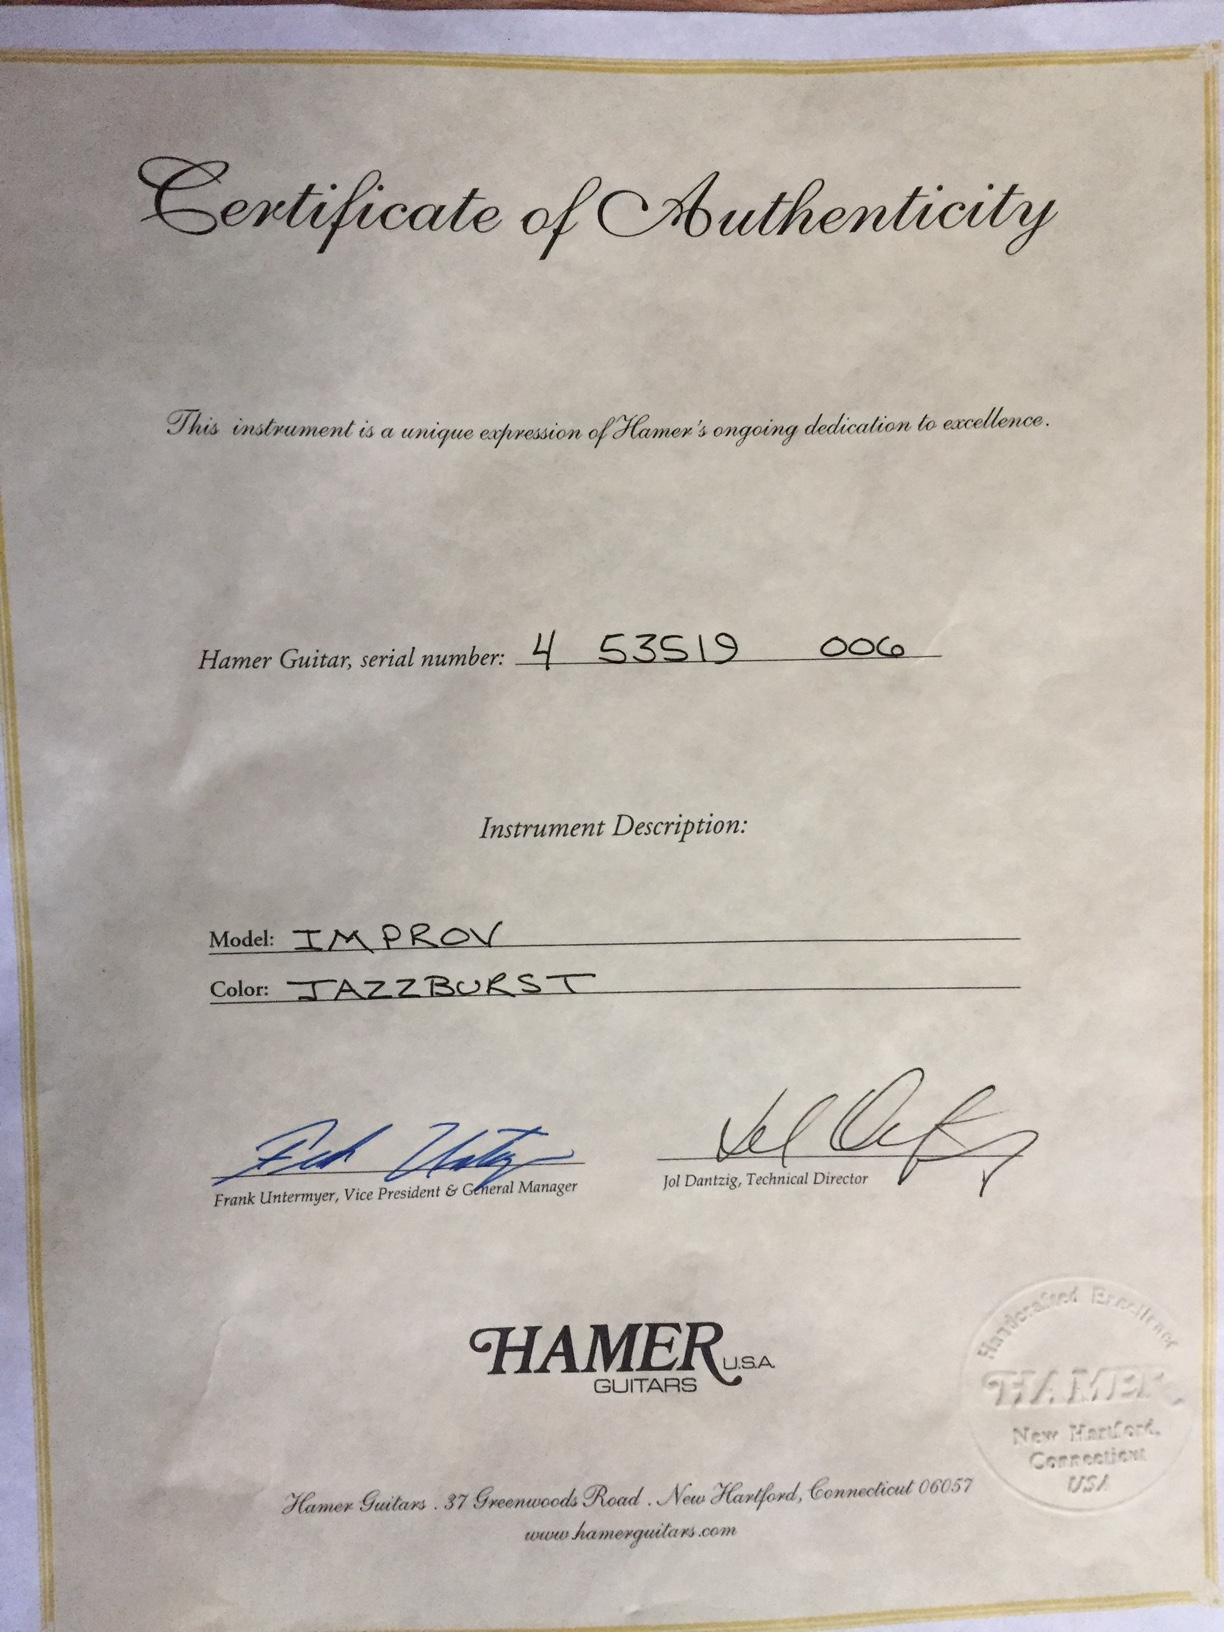 Certificate of Authenticity
This instrument is a unique expression of Hamer's ongoing dedication to excellence.
Hamer Guitar, serial number: 4 53519 006
Instrument Description:
Model: IMPROV
Color: JAZZBURST
Frank Untermyer, Vice President & General Manager
Jol Dantzig, Technical Director
HAMER U.S.A.
GUITARS
Handcrafted Excellence
HAMER
New Hartford,
Connecticut
USA
Hamer Guitars . 37 Greenwoods Road . New Hartford, Connecticut 06057
www.hamerguitars.com